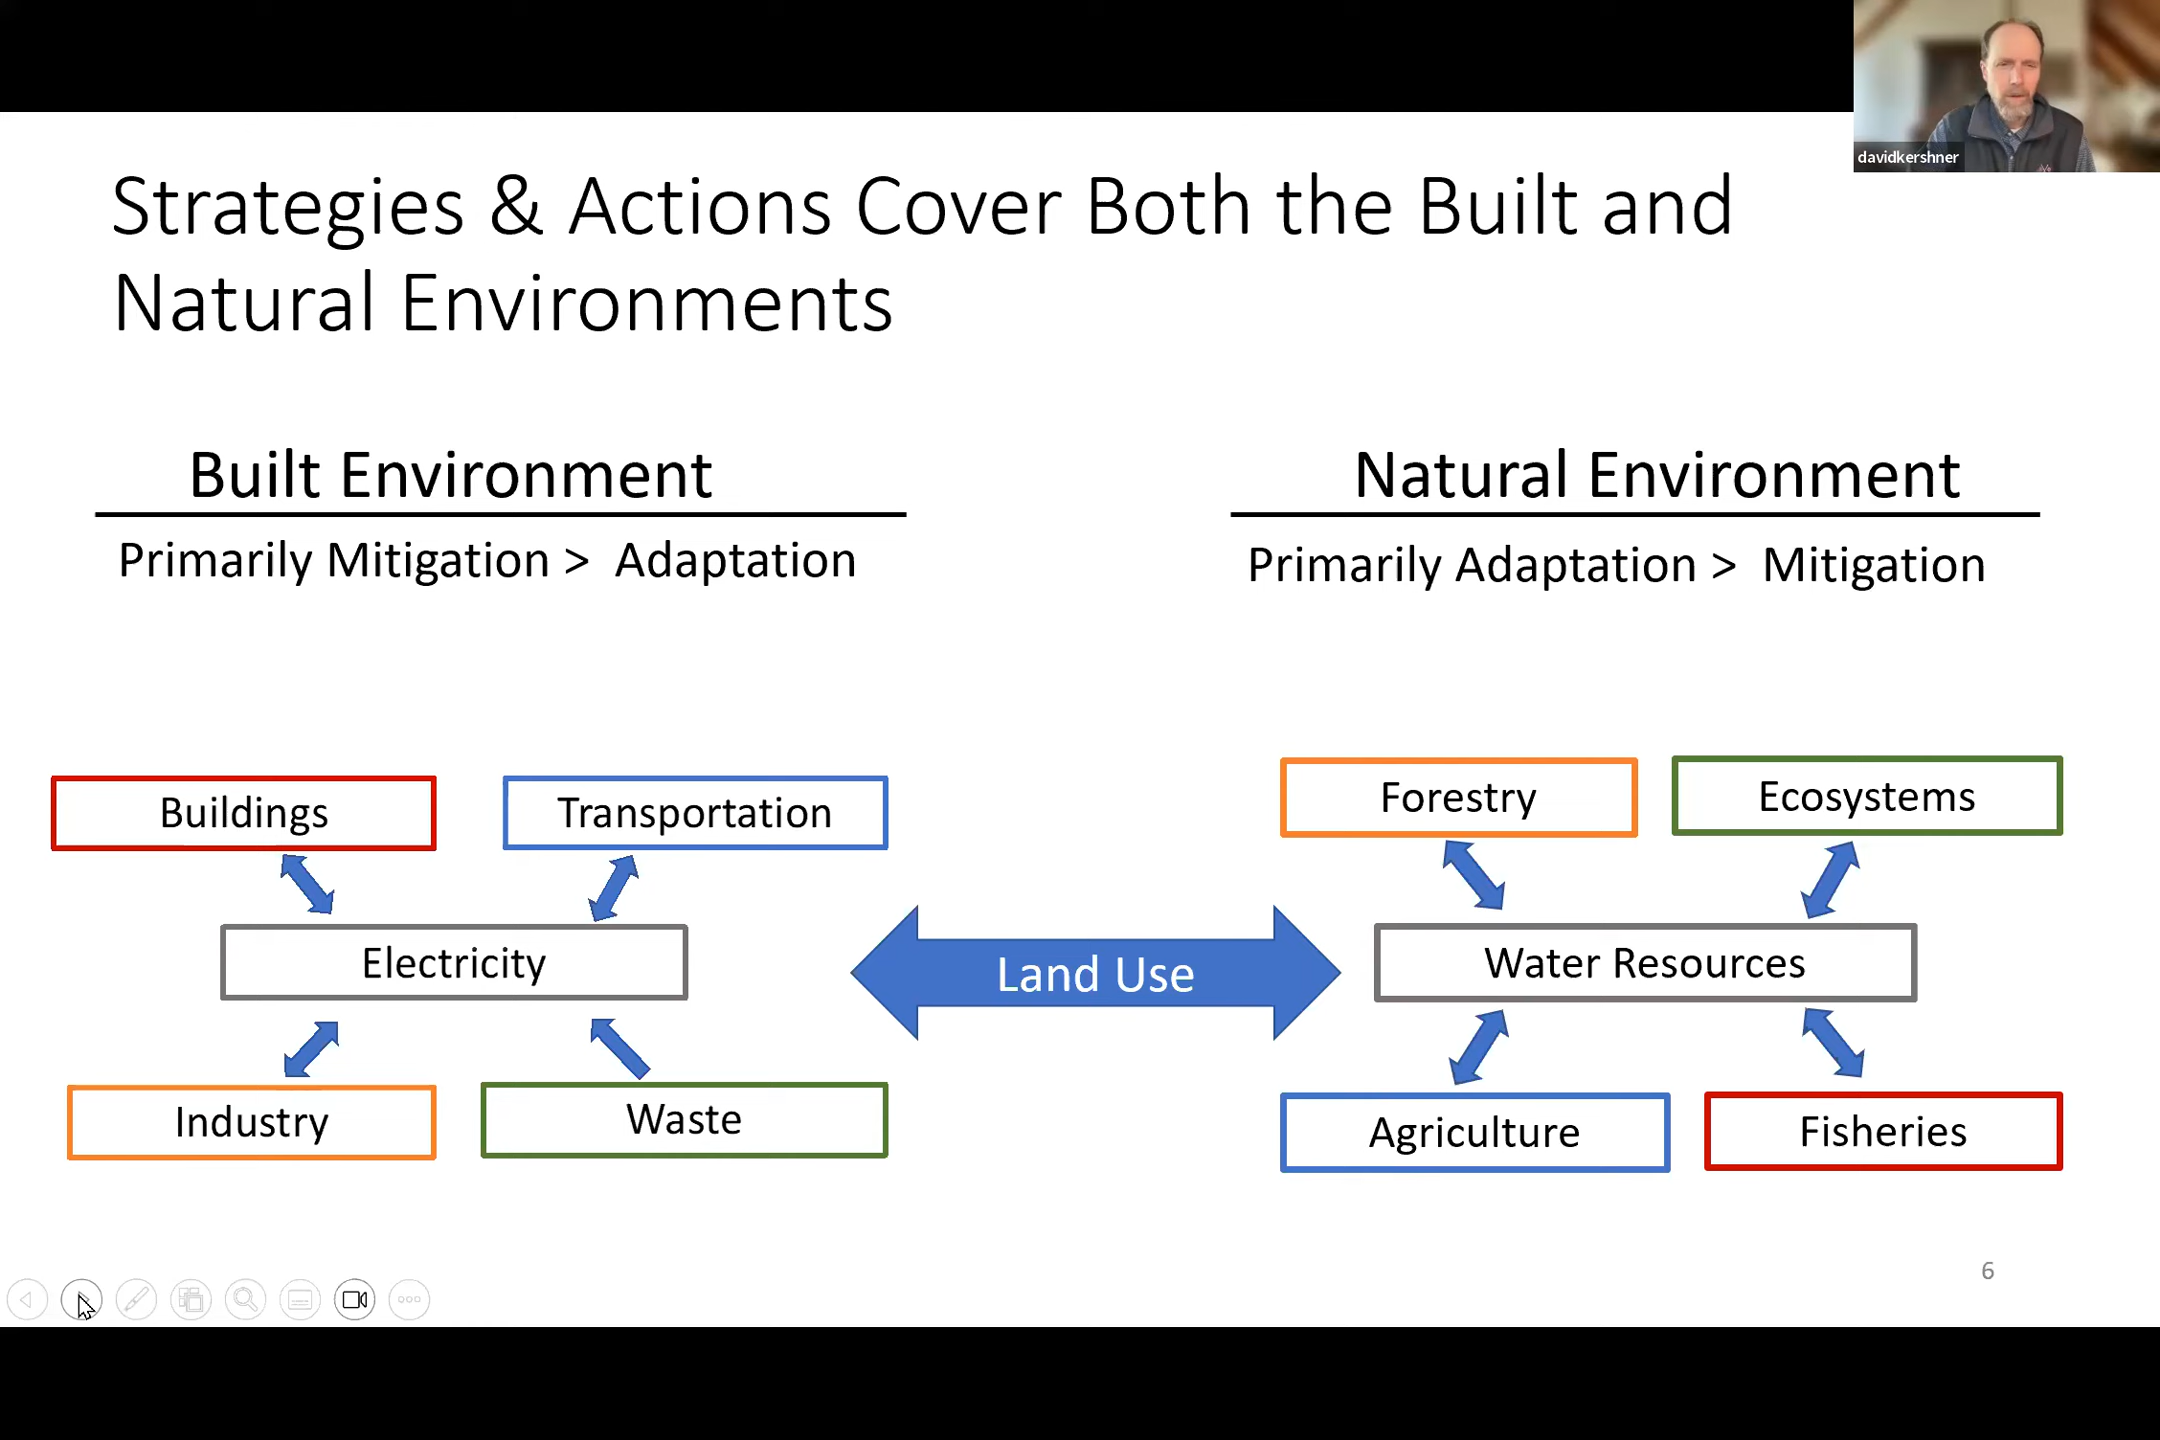 davidkershner
Strategies & Actions Cover Both the Built and
Natural Environments
Built Environment
Primarily Mitigation > Adaptation
Natural Environment
Primarily Adaptation > Mitigation
Buildings
Transportation
Electricity
Industry
Waste
Land Use
Forestry
Ecosystems
Water Resources
Agriculture
Fisheries
6